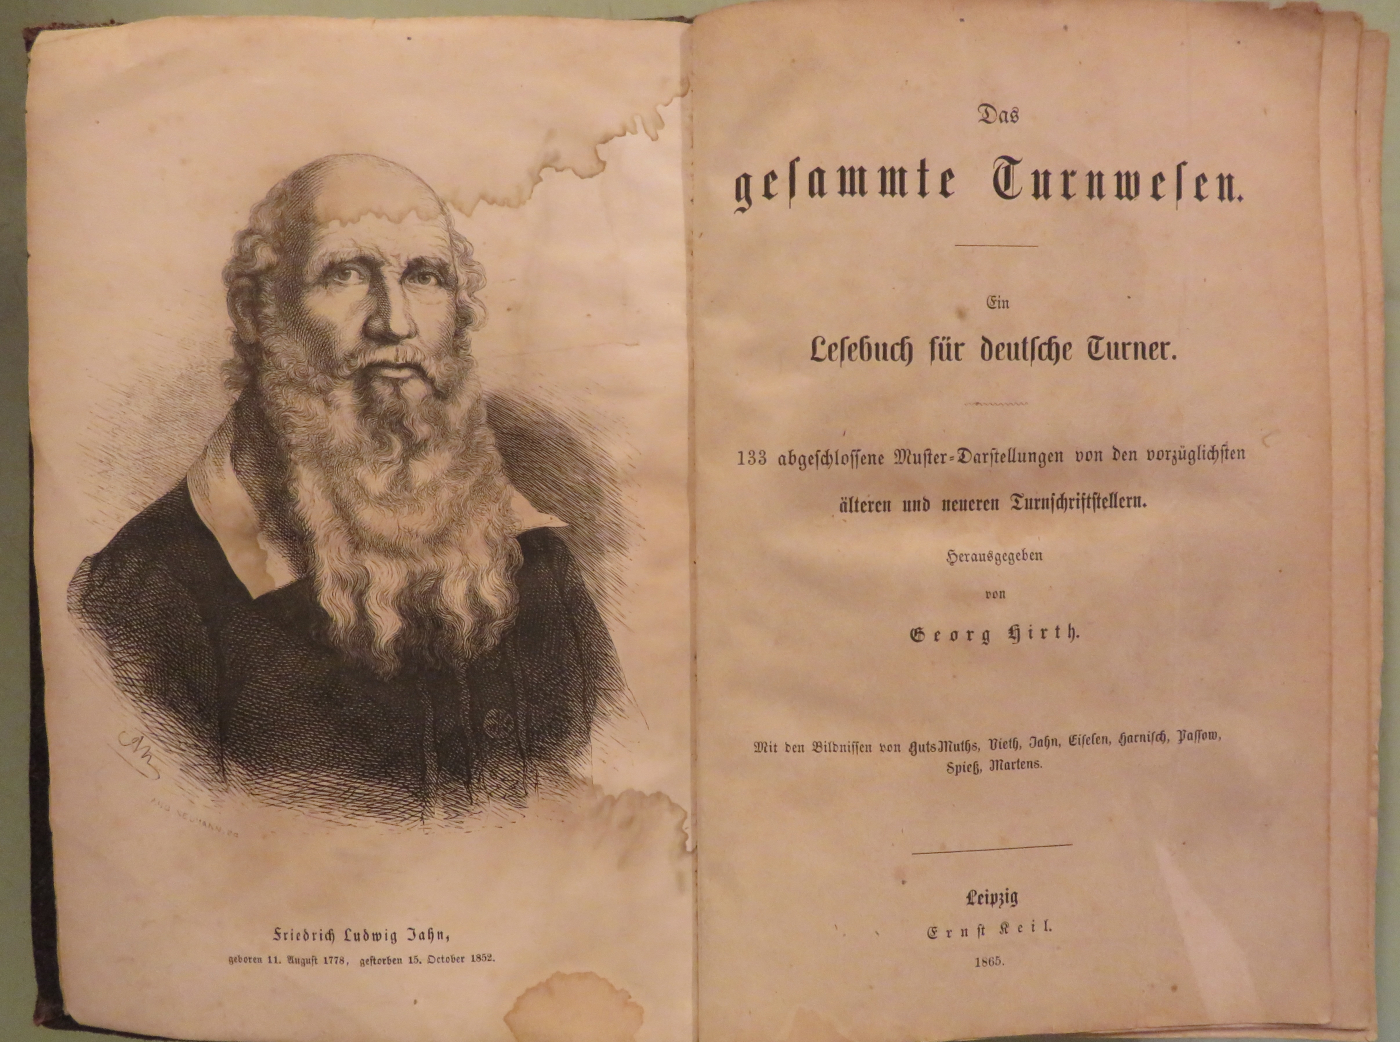 Friedrich Ludwig Jahn,
geboren 11. August 1778, gestorben 15. October 1852.
Das
gesammte Turnwesen.
Ein
Lesebuch für deutsche Turner.
133 abgeschlossene Muster-Darstellungen von den vorzüglichsten
älteren und neueren Turnschriftstellern.
Herausgegeben
von
Georg Hirth.
Mit den Bildnissen von GutsMuths, Vieth, Jahn, Eiselen, Harnisch, Passow,
Spieß, Martens.
Leipzig
Ernst Keil.
1865.